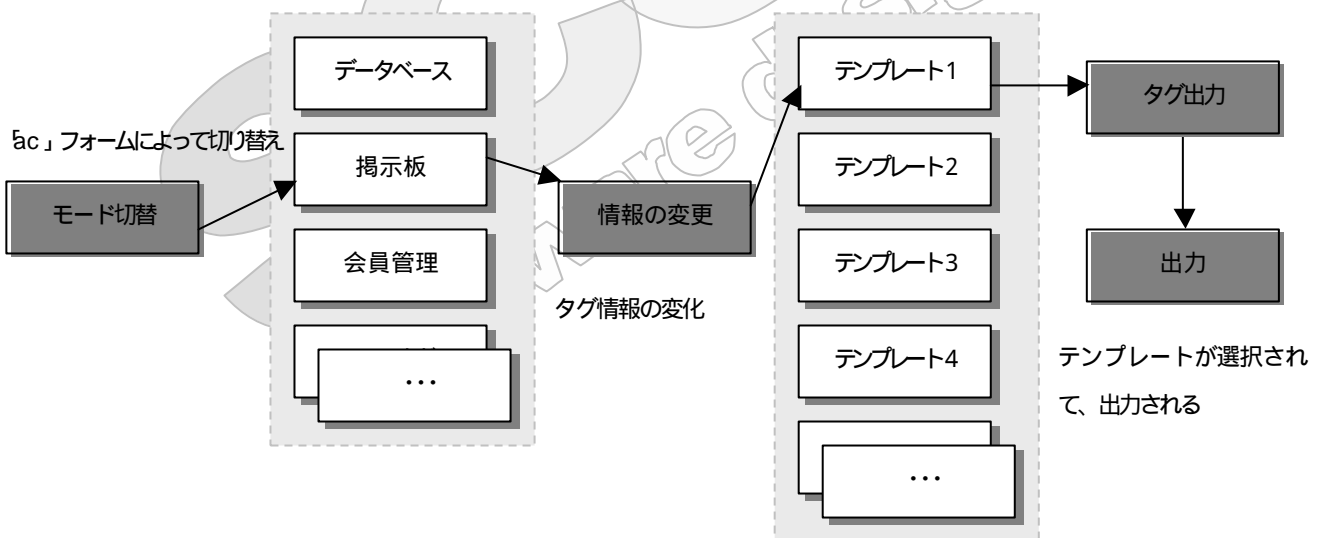 「ac」フォームによって切り替え
モード切替
データベース
掲示板
会員管理
…
情報の変更
タグ情報の変化
テンプレート1
テンプレート2
テンプレート3
テンプレート4
…
タグ出力
出力
テンプレートが選択され
て、出力される